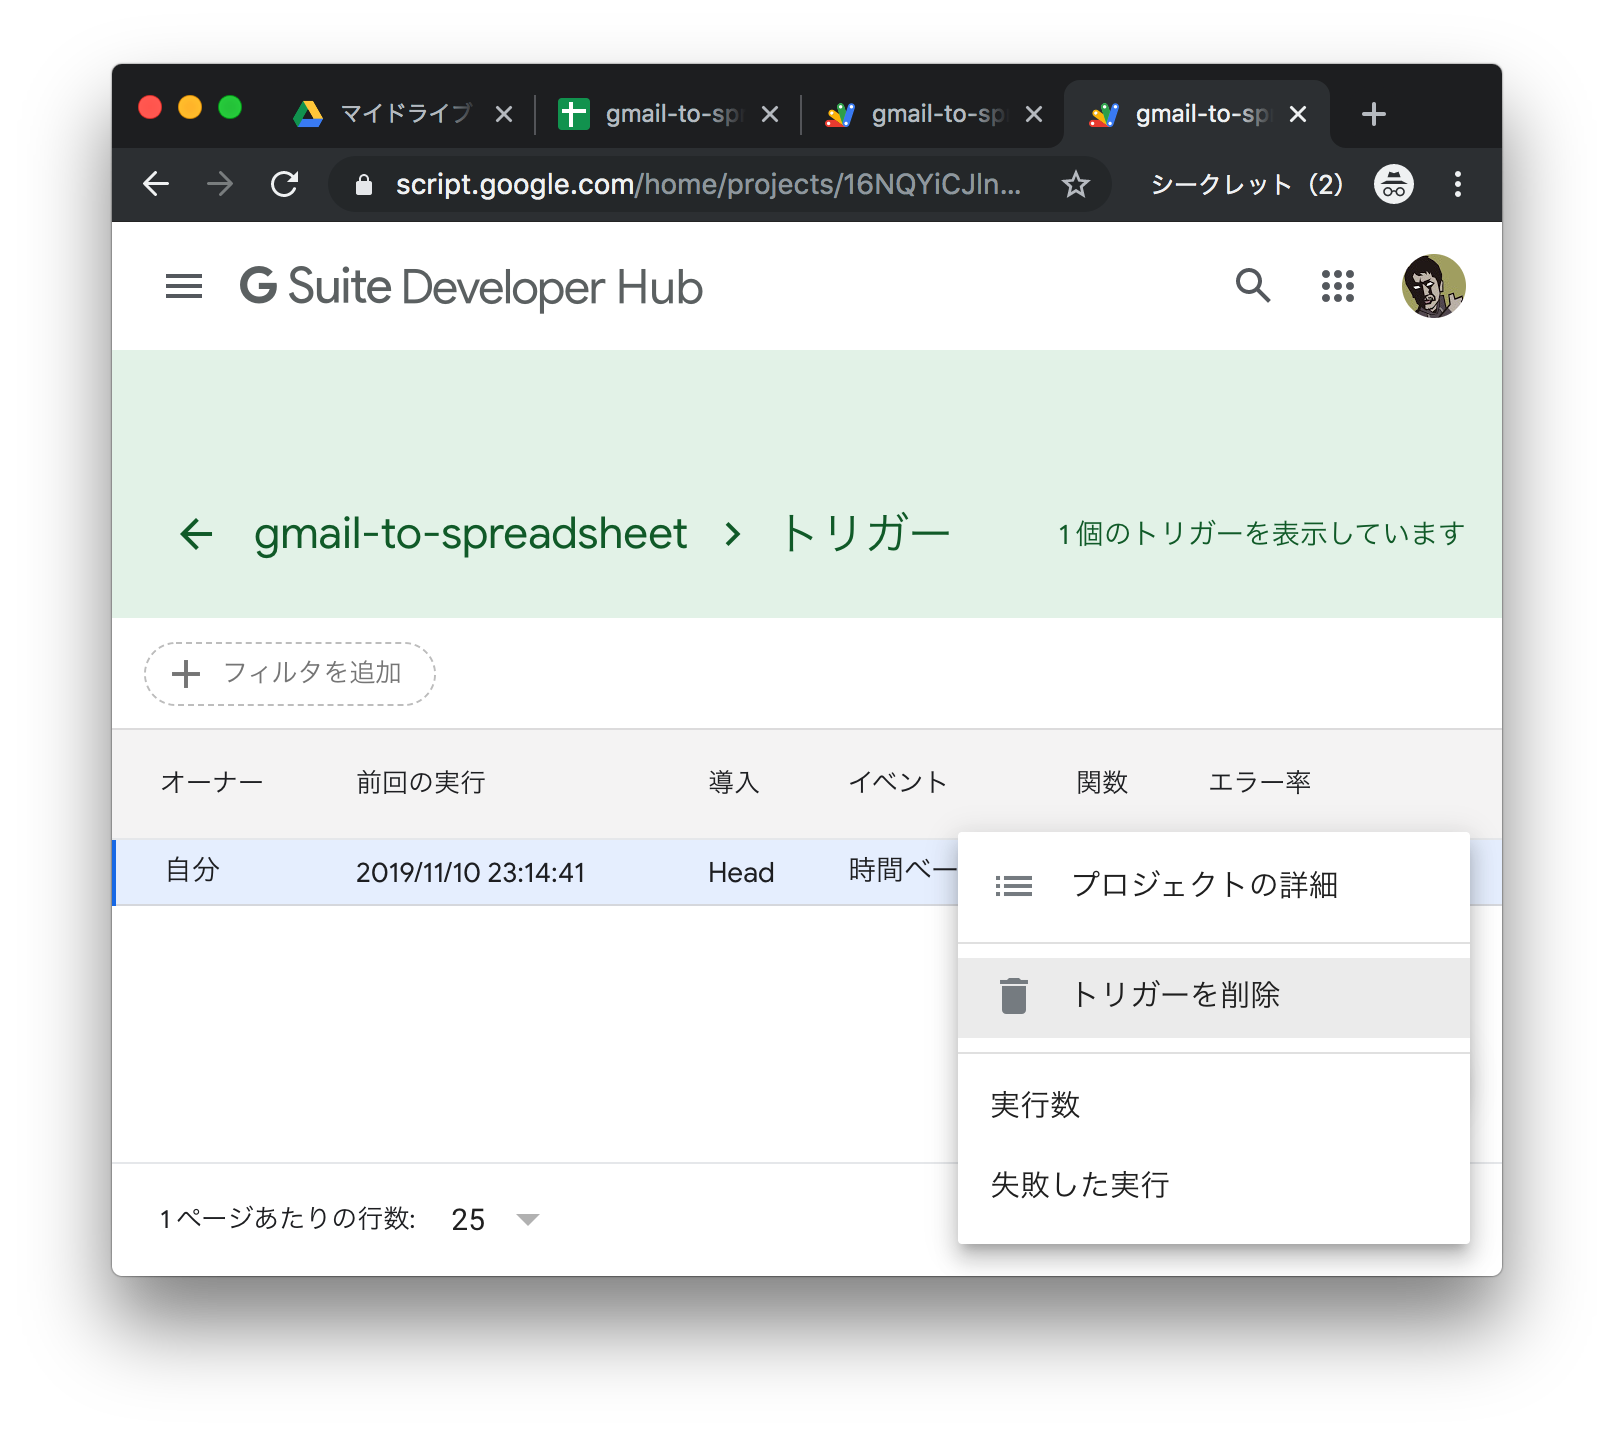 マイドライブ
gmail-to-sp
gmail-to-sp
gmail-to-sp
script.google.com/home/projects/16NQYiCJln...
シークレット（2）
G Suite Developer Hub
gmail-to-spreadsheet > トリガー
1 個のトリガーを表示しています
フィルタを追加
オーナー 前回の実行 導入 イベント 関数 エラー率
自分 2019/11/10 23:14:41 Head 時間ベー
プロジェクトの詳細
トリガーを削除
実行数
失敗した実行
1 ページあたりの行数: 25